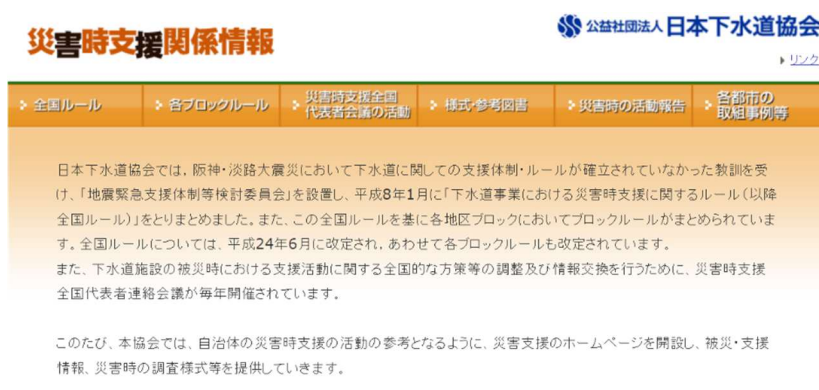 災害時支援関係情報
公益社団法人 日本下水道協会
リンク
全国ルール
各ブロックルール
災害時支援全国
代表者会議の活動
様式・参考図書
災害時の活動報告
各都市の
取組事例等
日本下水道協会では，阪神・淡路大震災において下水道に関しての支援体制・ルールが確立されていなかった教訓を受
け、「地震緊急支援体制等検討委員会」を設置し、平成8年1月に「下水道事業における災害時支援に関するルール（以降
全国ルール）」をとりまとめました。また、この全国ルールを基に各地区ブロックにおいてブロックルールがまとめられていま
す。全国ルールについては、平成24年6月に改定され，あわせて各ブロックルールも改定されています。
また、下水道施設の被災時における支援活動に関する全国的な方策等の調整及び情報交換を行うために、災害時支援
全国代表者連絡会議が毎年開催されています。
このたび、本協会では、自治体の災害時支援の活動の参考となるように、災害支援のホームページを開設し、被災・支援
情報、災害時の調査様式等を提供していきます。